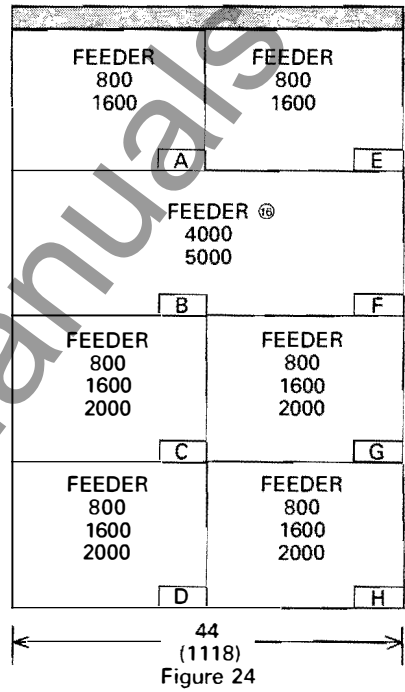 FEEDER FEEDER
800 800
1600 1600
A E
FEEDER ⑯
4000
5000
B F
FEEDER FEEDER
800 800
1600 1600
2000 2000
C G
FEEDER FEEDER
800 800
1600 1600
2000 2000
D H
44
(1118)
Figure 24
anuals